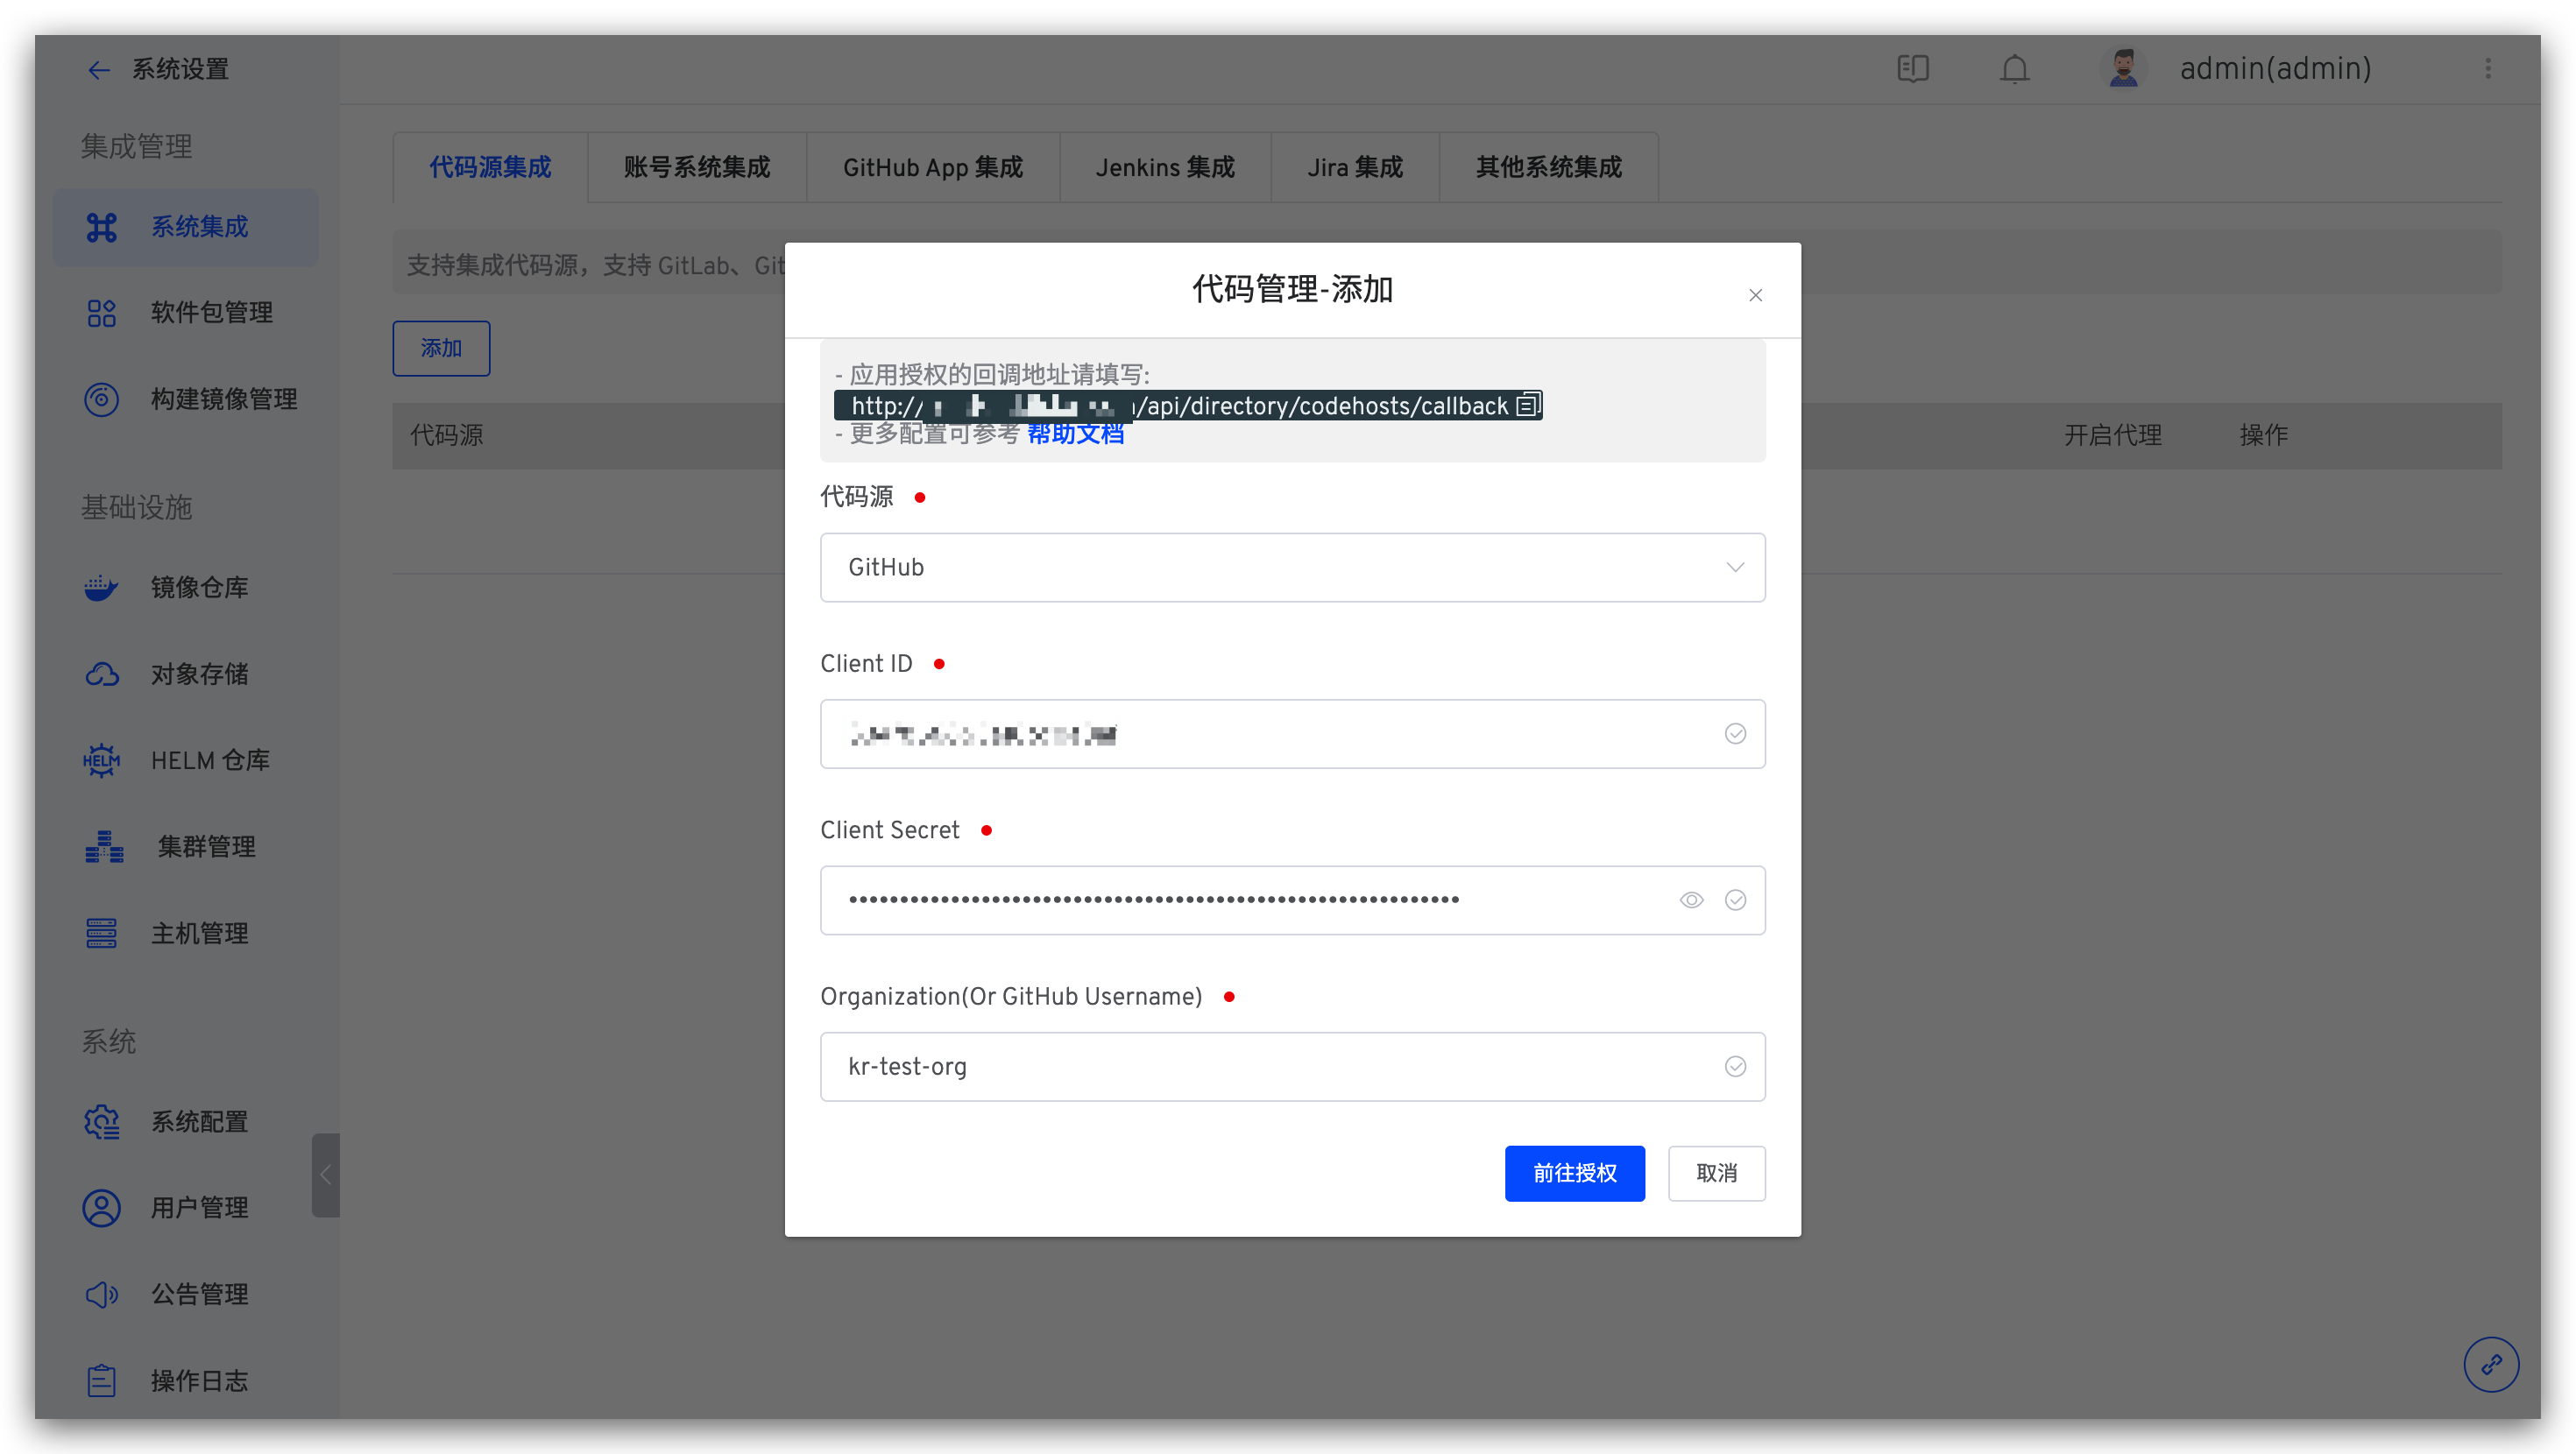 系统设置
admin(admin)
集成管理
系统集成
软件包管理
构建镜像管理
基础设施
镜像仓库
对象存储
HELM
HELM 仓库
集群管理
主机管理
系统
系统配置
用户管理
公告管理
操作日志
代码源集成
账号系统集成
GitHub App 集成
Jenkins 集成
Jira 集成
其他系统集成
支持集成代码源，支持 GitLab、Git
添加
代码源
开启代理
操作
代码管理-添加
- 应用授权的回调地址请填写:
http:// /api/directory/codehosts/callback
- 更多配置可参考 帮助文档
代码源
GitHub
Client ID
Client Secret
Organization(Or GitHub Username)
kr-test-org
前往授权
取消